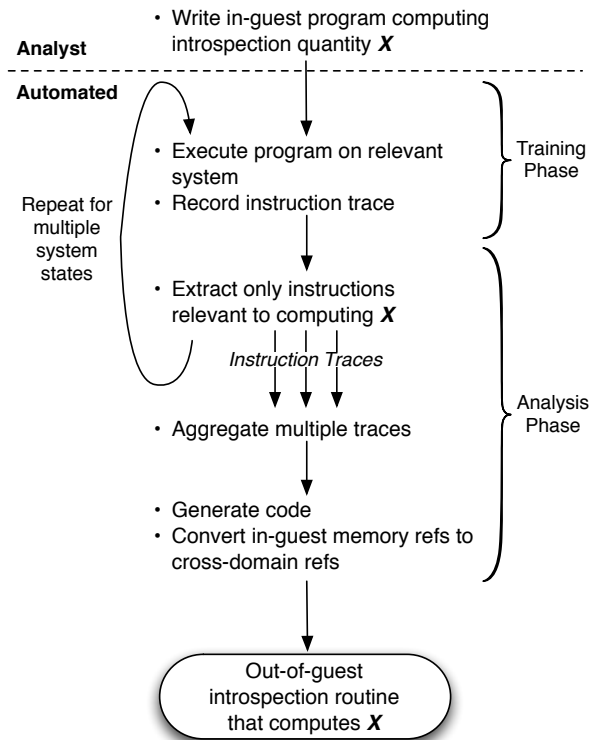 • Write in-guest program computing
introspection quantity X
Analyst
Automated
• Execute program on relevant
system
• Record instruction trace
Training
Phase
Repeat for
multiple
system
states
• Extract only instructions
relevant to computing X
Instruction Traces
• Aggregate multiple traces
Analysis
Phase
• Generate code
• Convert in-guest memory refs to
cross-domain refs
Out-of-guest
introspection routine
that computes X